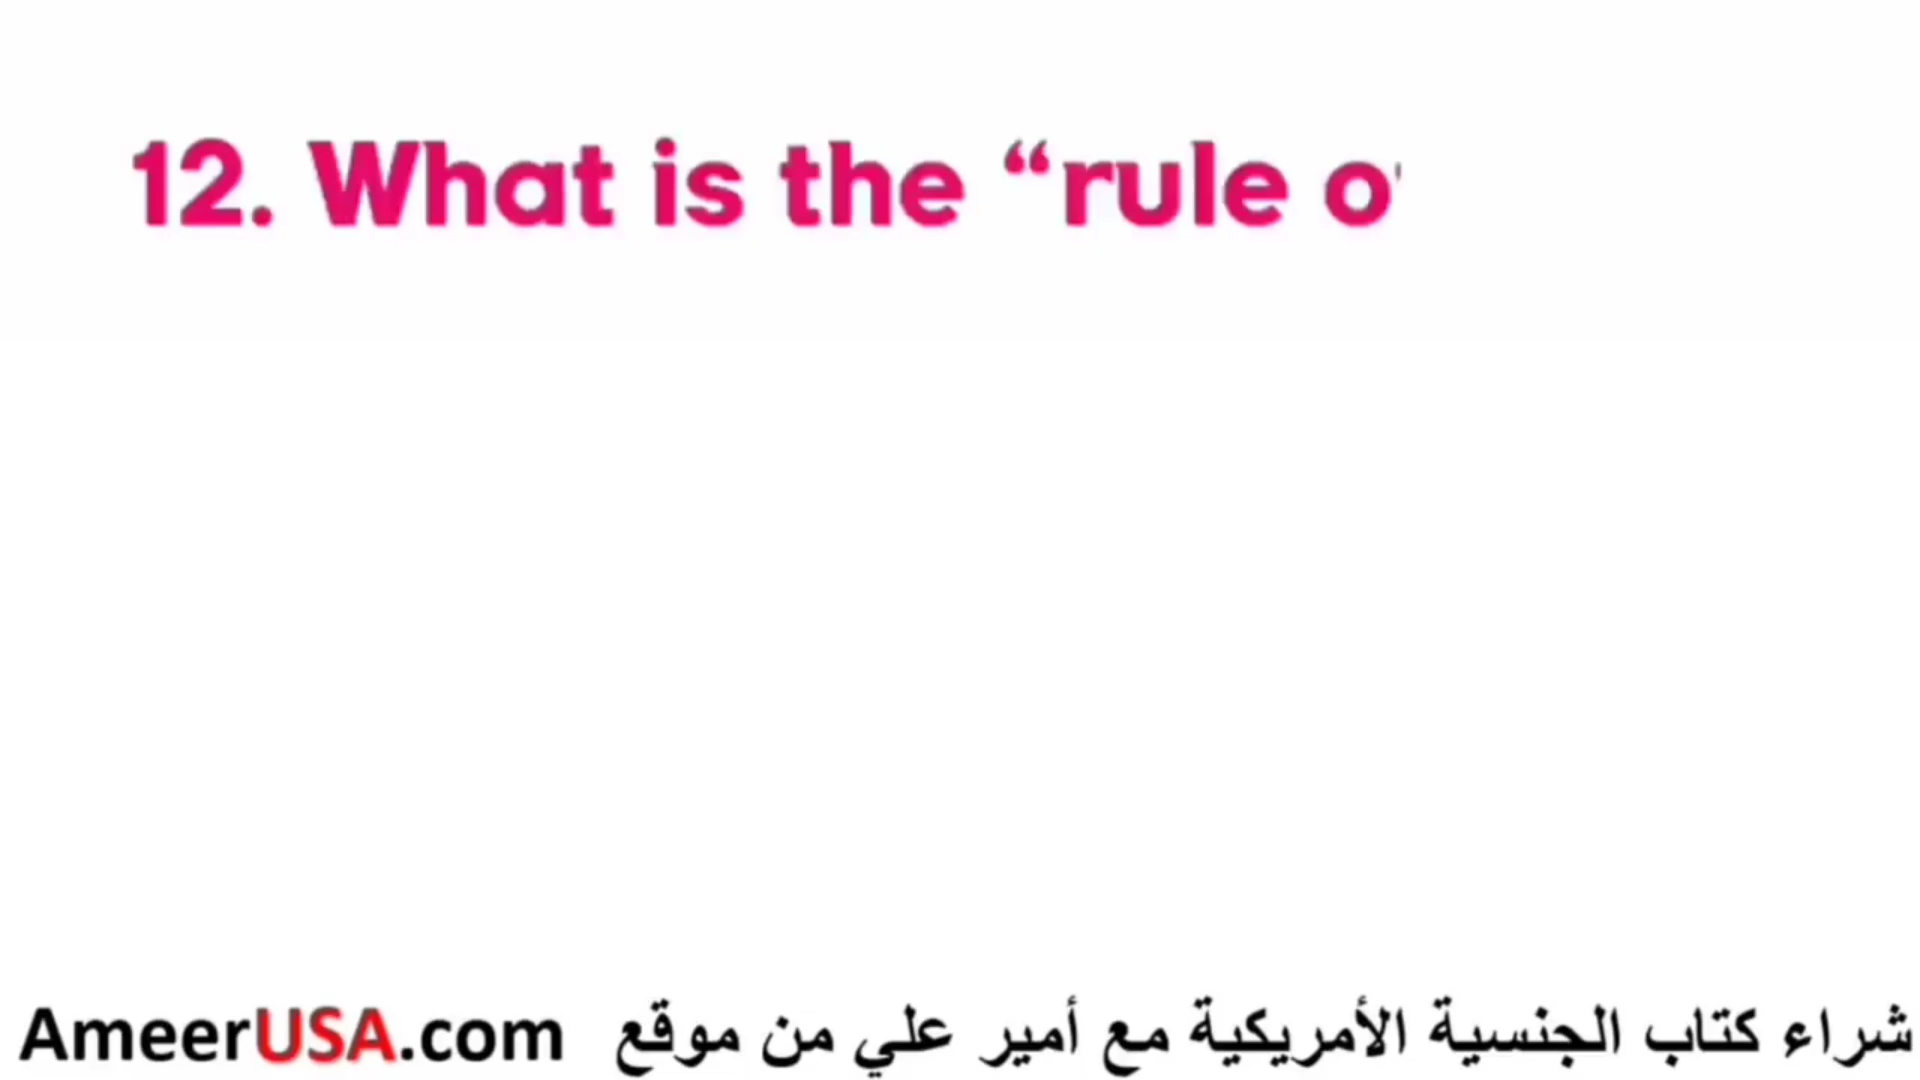 12. What is the “rule o
AmeerUSA.com شراء كتاب الجنسية الأمريكية مع أمير علي من موقع